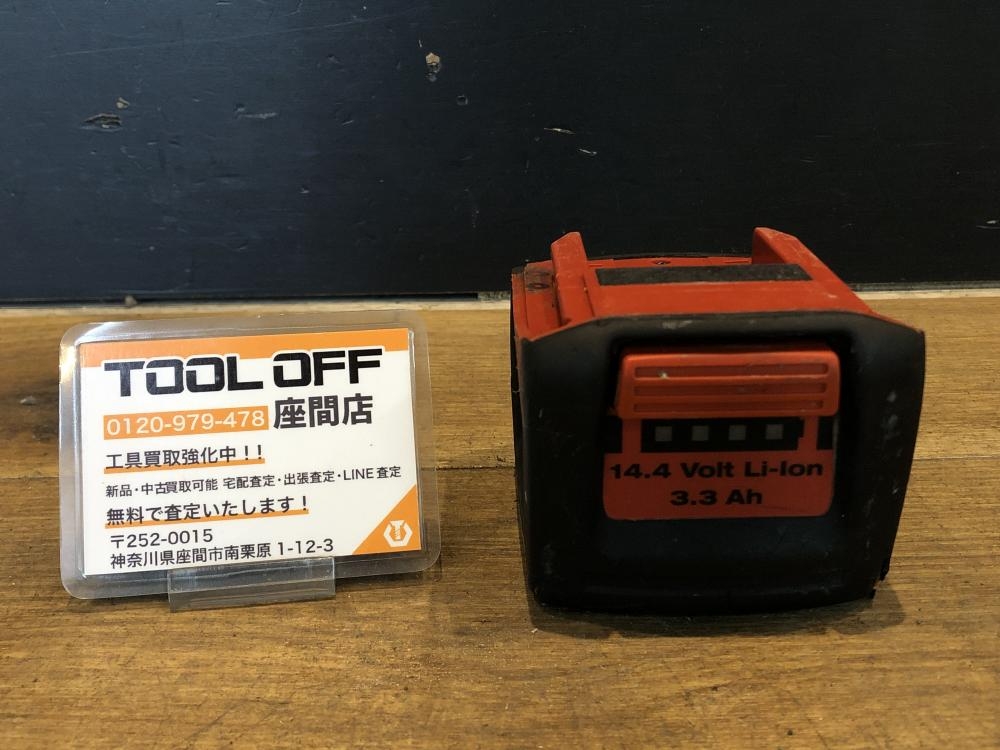 TOOL OFF
0120-979-478 座間店
工具買取強化中！！
新品・中古買取可能 宅配査定・出張査定・LINE査定
無料で査定いたします！
〒252-0015
神奈川県座間市南栗原 1-12-3
14.4 Volt Li-Ion
3.3 Ah